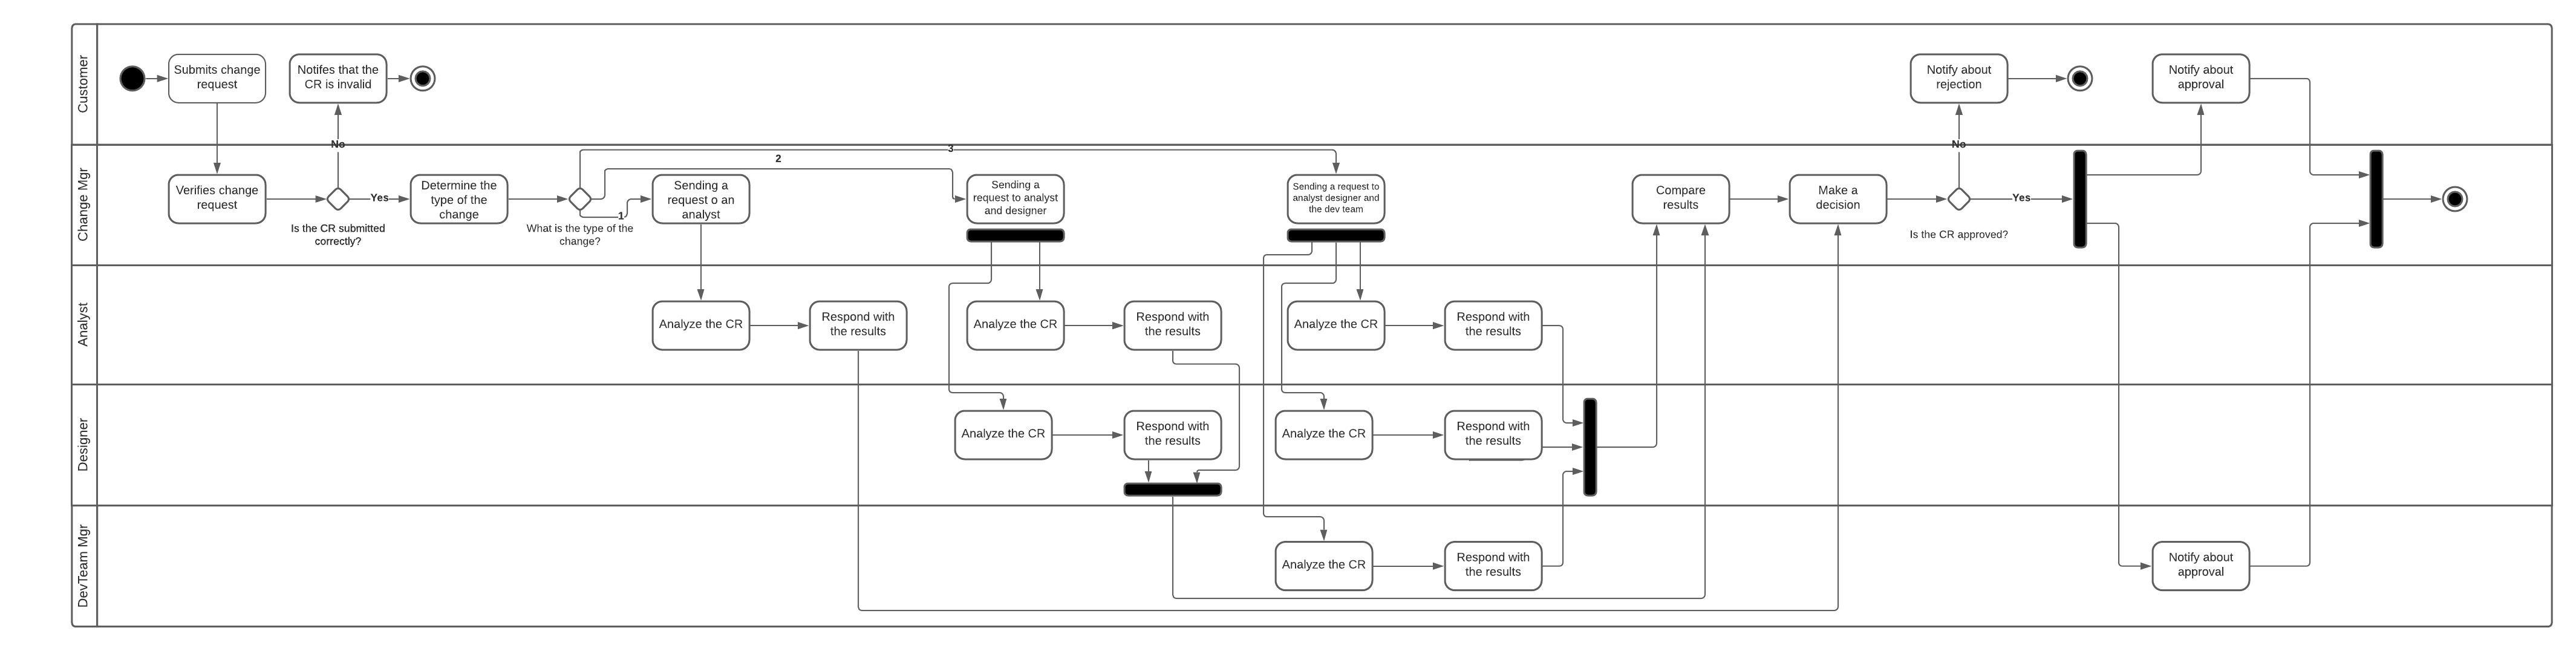 Customer
Submits change
request
Notifes that the
CR is invalid
Notify about
rejection
Notify about
approval
No
No
3
2
Change Mgr
Verifies change
request
Yes
Is the CR submitted
correctly?
Determine the
type of the
change
What is the type of the
change?
1
Sending a
request o an
analyst
Sending a
request to analyst
and designer
Sending a request to
analyst designer and
the dev team
Compare
results
Make a
decision
Yes
Is the CR approved?
Analyst
Analyze the CR
Respond with
the results
Analyze the CR
Respond with
the results
Analyze the CR
Respond with
the results
Designer
Analyze the CR
Respond with
the results
Analyze the CR
Respond with
the results
DevTeam Mgr
Analyze the CR
Respond with
the results
Notify about
approval